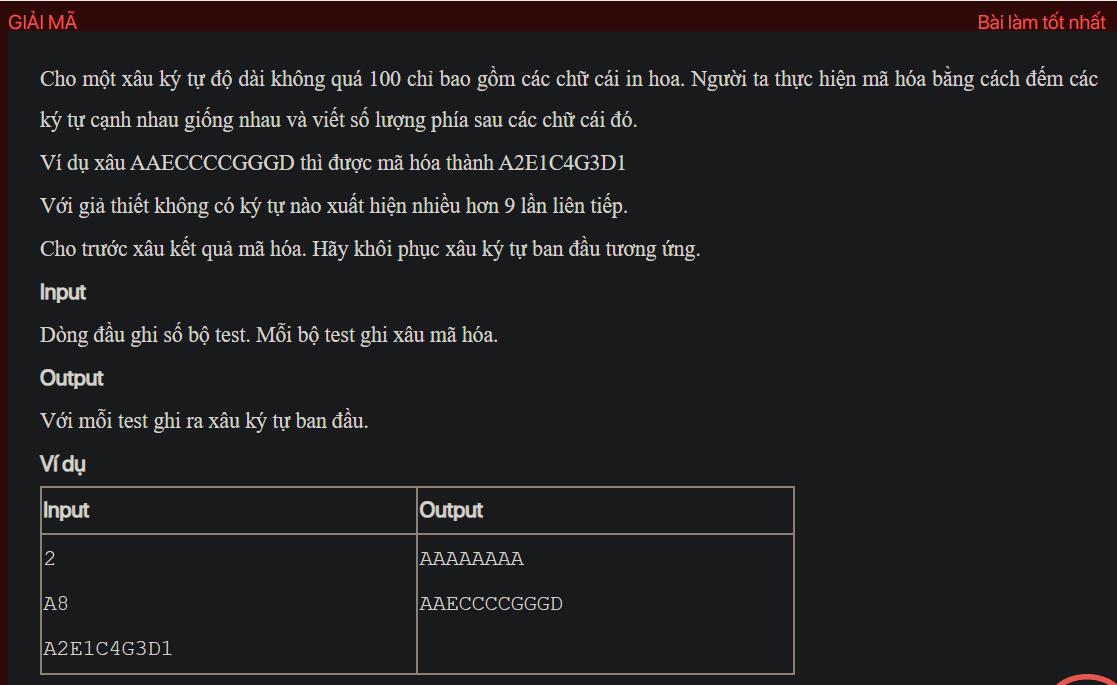 GIẢI MÃ
Bài làm tốt nhất
Cho một xâu ký tự độ dài không quá 100 chỉ bao gồm các chữ cái in hoa. Người ta thực hiện mã hóa bằng cách đếm các
ký tự cạnh nhau giống nhau và viết số lượng phía sau các chữ cái đó.
Ví dụ xâu AAECCCCGGGD thì được mã hóa thành A2E1C4G3D1
Với giả thiết không có ký tự nào xuất hiện nhiều hơn 9 lần liên tiếp.
Cho trước xâu kết quả mã hóa. Hãy khôi phục xâu ký tự ban đầu tương ứng.
Input
Dòng đầu ghi số bộ test. Mỗi bộ test ghi xâu mã hóa.
Output
Với mỗi test ghi ra xâu ký tự ban đầu.
Ví dụ
Input Output
2 AAAAAAAA
A8 AAECCCCGGGD
A2E1C4G3D1